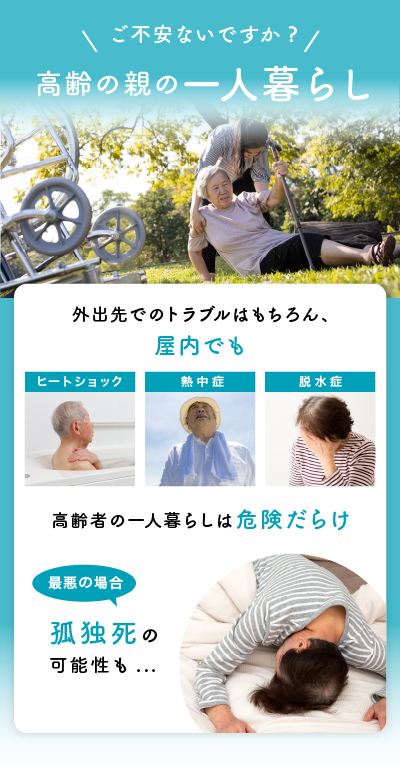 ご不安ないですか？
高齢の親の一人暮らし
外出先でのトラブルはもちろん、
屋内でも
ヒートショック
熱中症
脱水症
高齢者の一人暮らしは危険だらけ
最悪の場合
孤独死の
可能性も...